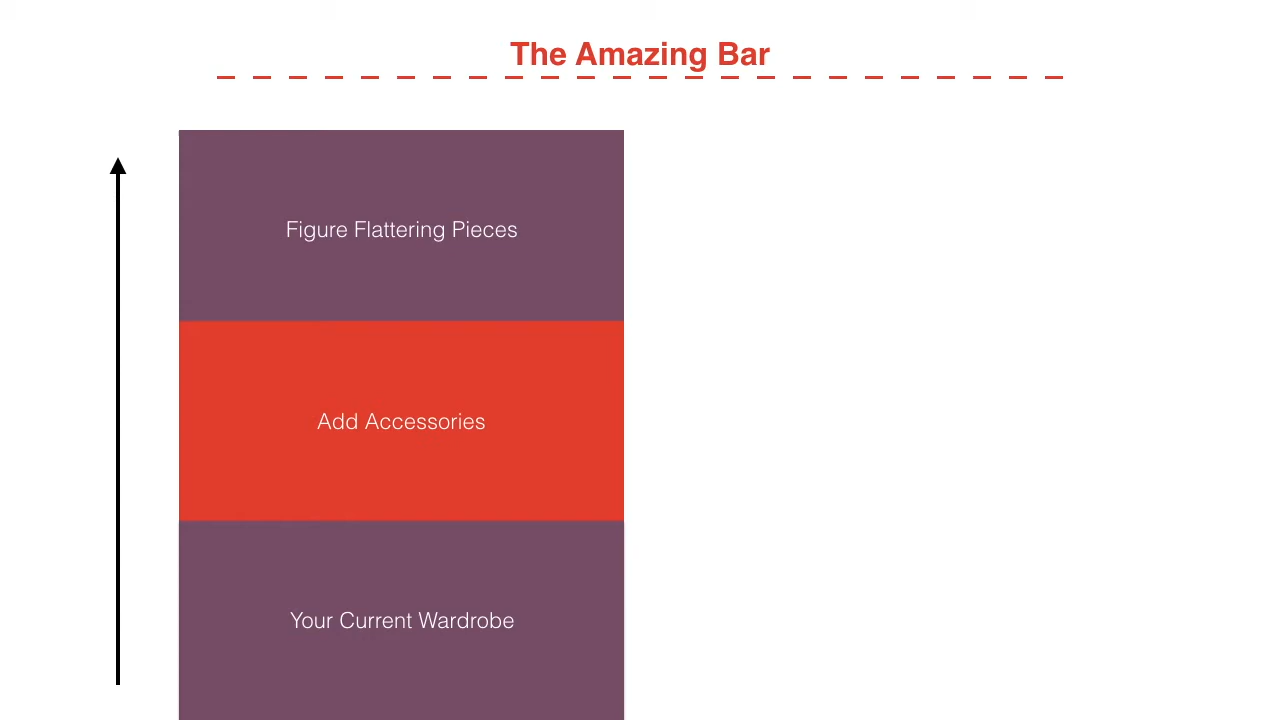 The Amazing Bar
Figure Flattering Pieces
Add Accessories
Your Current Wardrobe